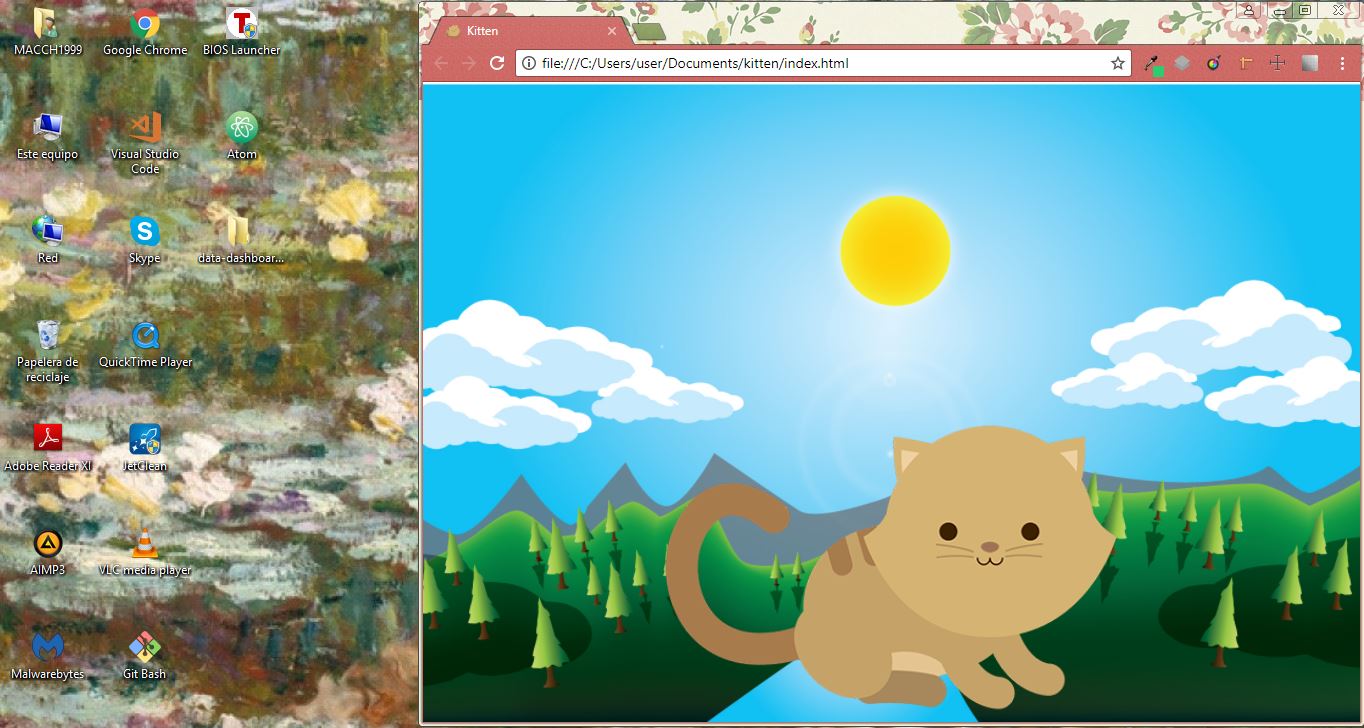 MACCH1999
Google Chrome
T
BIOS Launcher
Este equipo
Visual Studio
Code
Atom
Red
S
Skype
data-dashboar...
Papelera de
reciclaje
QuickTime Player
Adobe Reader XI
JetClean
AIMP3
VLC media player
Malwarebytes
Git Bash
Kitten
file:///C:/Users/user/Documents/kitten/index.html